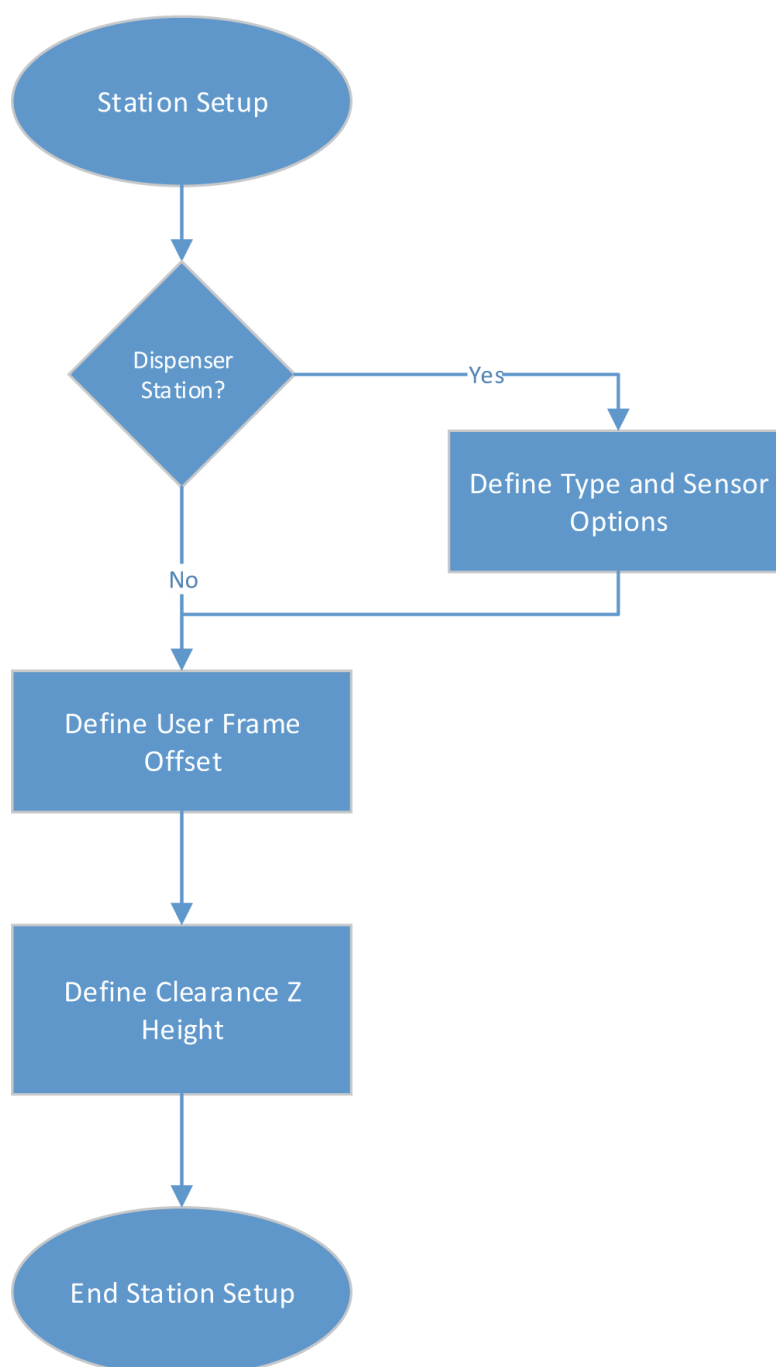 Station Setup
Dispenser
Station?
Yes
Define Type and Sensor
Options
No
Define User Frame
Offset
Define Clearance Z
Height
End Station Setup